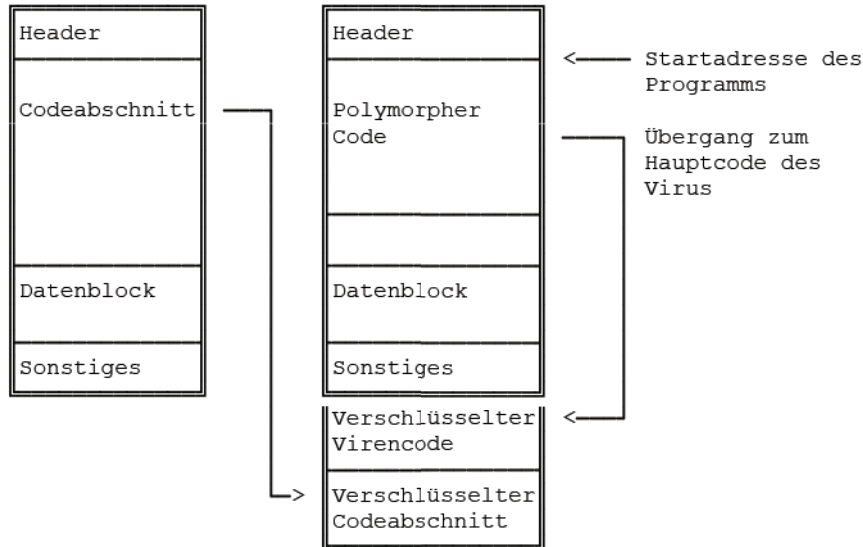 Header
Codeabschnitt
Datenblock
Sonstiges
Header
Polymorpher
Code
Datenblock
Sonstiges
Verschlüsselter
Virencode
Verschlüsselter
Codeabschnitt
Startadresse des
Programms
Übergang zum
Hauptcode des
Virus